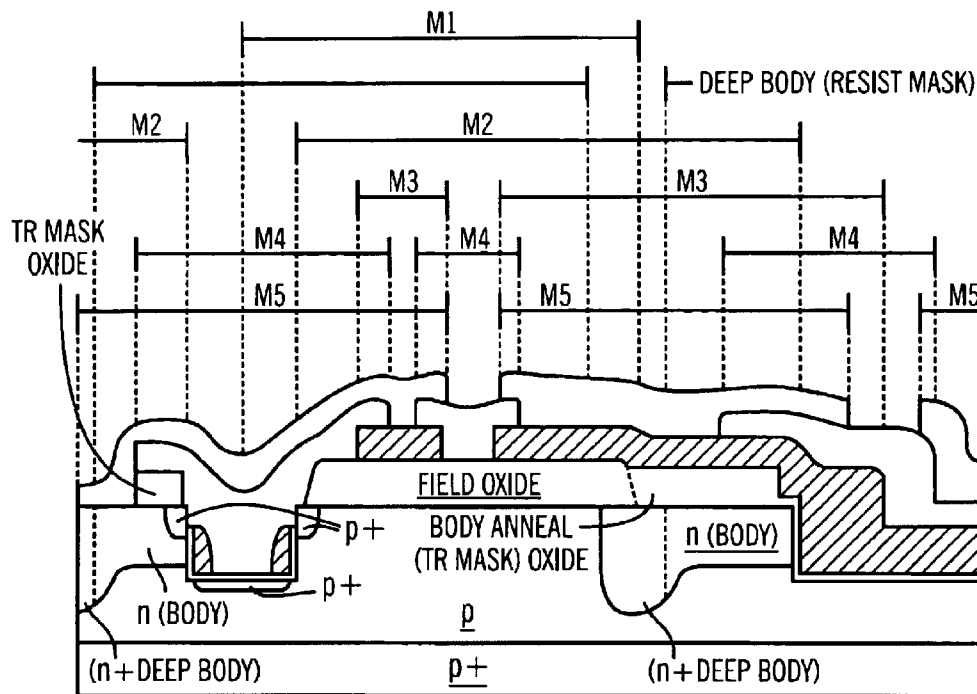 M1
DEEP BODY (RESIST MASK)
M2
M2
M3
M3
TR MASK
OXIDE
M4
M4
M4
M5
M5
M5
FIELD OXIDE
p+
BODY ANNEAL
(TR MASK) OXIDE
n (BODY)
p+
n (BODY)
p
(n+DEEP BODY)
p+
(n+DEEP BODY)